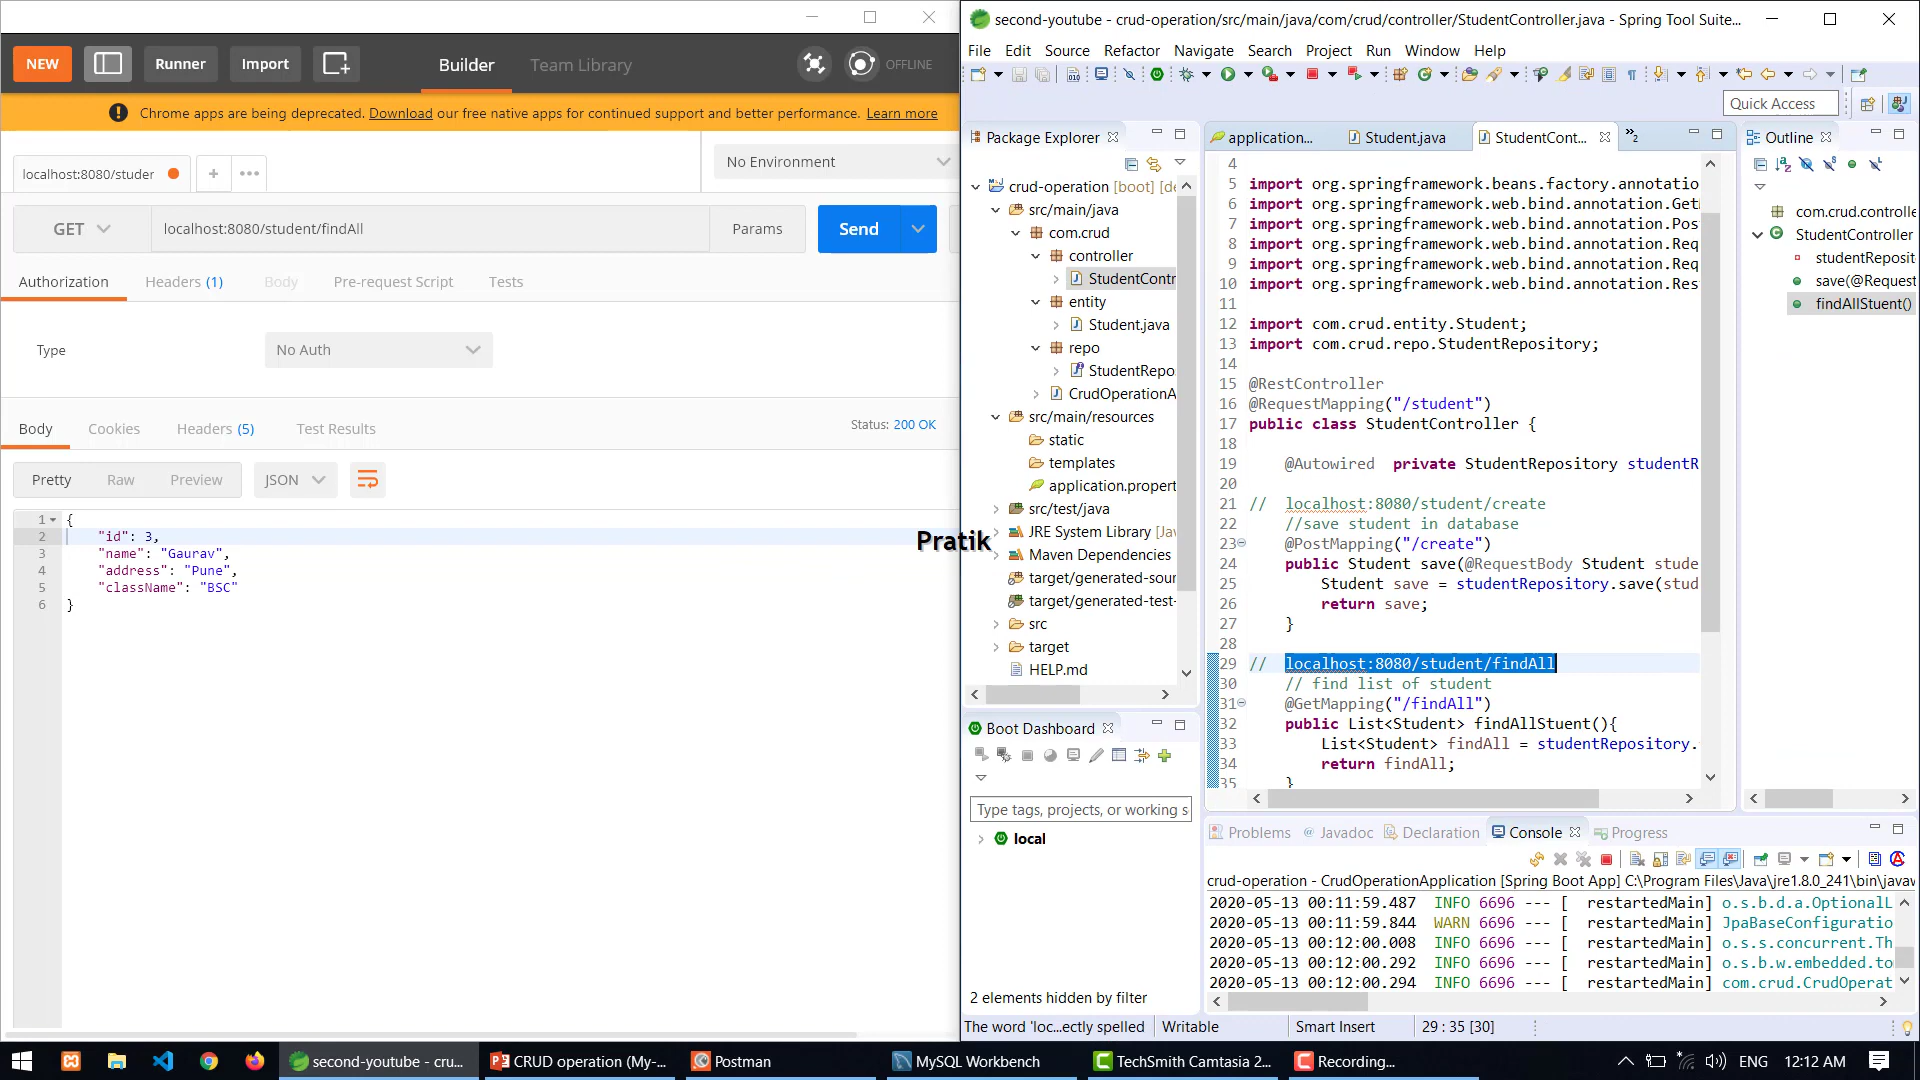 second-youtube - crud-operation/src/main/java/com/crud/controller/StudentController.java - Spring Tool Suite...
File Edit Source Refactor Navigate Search Project Run Window Help
Quick Access
NEW Runner Import Builder Team Library OFFLINE
Chrome apps are being deprecated. Download our free native apps for continued support and better performance. Learn more
localhost:8080/studer
No Environment
GET localhost:8080/student/findAll Params Send
Authorization Headers (1) Body Pre-request Script Tests
Type No Auth
Body Cookies Headers (5) Test Results Status: 200 OK
Pretty Raw Preview JSON
1 {
2 "id": 3,
3 "name": "Gaurav",
4 "address": "Pune",
5 "className": "BSC"
6 }
Pratik
Package Explorer
crud-operation [boot] [de
src/main/java
com.crud
controller
StudentContr
entity
Student.java
repo
StudentRepo
CrudOperationA
src/main/resources
static
templates
application.propert
src/test/java
JRE System Library [Jav
Maven Dependencies
target/generated-sour
target/generated-test-
src
target
HELP.md
Boot Dashboard
Type tags, projects, or working s
local
2 elements hidden by filter
application... Student.java StudentCont... »2
4
5 import org.springframework.beans.factory.annotatio
6 import org.springframework.web.bind.annotation.Get
7 import org.springframework.web.bind.annotation.Pos
8 import org.springframework.web.bind.annotation.Req
9 import org.springframework.web.bind.annotation.Req
10 import org.springframework.web.bind.annotation.Res
11
12 import com.crud.entity.Student;
13 import com.crud.repo.StudentRepository;
14
15 @RestController
16 @RequestMapping("/student")
17 public class StudentController {
18
19 @Autowired private StudentRepository studentR
20
21 // localhost:8080/student/create
22 //save student in database
23 @PostMapping("/create")
24 public Student save(@RequestBody Student stude
25 Student save = studentRepository.save(stud
26 return save;
27 }
28
29 // localhost:8080/student/findAll
30 // find list of student
31 @GetMapping("/findAll")
32 public List<Student> findAllStuent(){
33 List<Student> findAll = studentRepository.
34 return findAll;
35 }
Outline
com.crud.controlle
StudentController
studentReposit
save(@Request
findAllStuent()
Problems @ Javadoc Declaration Console Progress
crud-operation - CrudOperationApplication [Spring Boot App] C:\Program Files\Java\jre1.8.0_241\bin\javaw
2020-05-13 00:11:59.487 INFO 6696 --- [ restartedMain] o.s.b.d.a.OptionalL
2020-05-13 00:11:59.844 WARN 6696 --- [ restartedMain] JpaBaseConfiguratio
2020-05-13 00:12:00.008 INFO 6696 --- [ restartedMain] o.s.s.concurrent.Th
2020-05-13 00:12:00.292 INFO 6696 --- [ restartedMain] o.s.b.w.embedded.to
2020-05-13 00:12:00.294 INFO 6696 --- [ restartedMain] com.crud.CrudOperat
The word 'loc...ectly spelled Writable Smart Insert 29 : 35 [30]
second-youtube - cru... CRUD operation (My-... Postman MySQL Workbench TechSmith Camtasia 2... Recording... ENG 12:12 AM